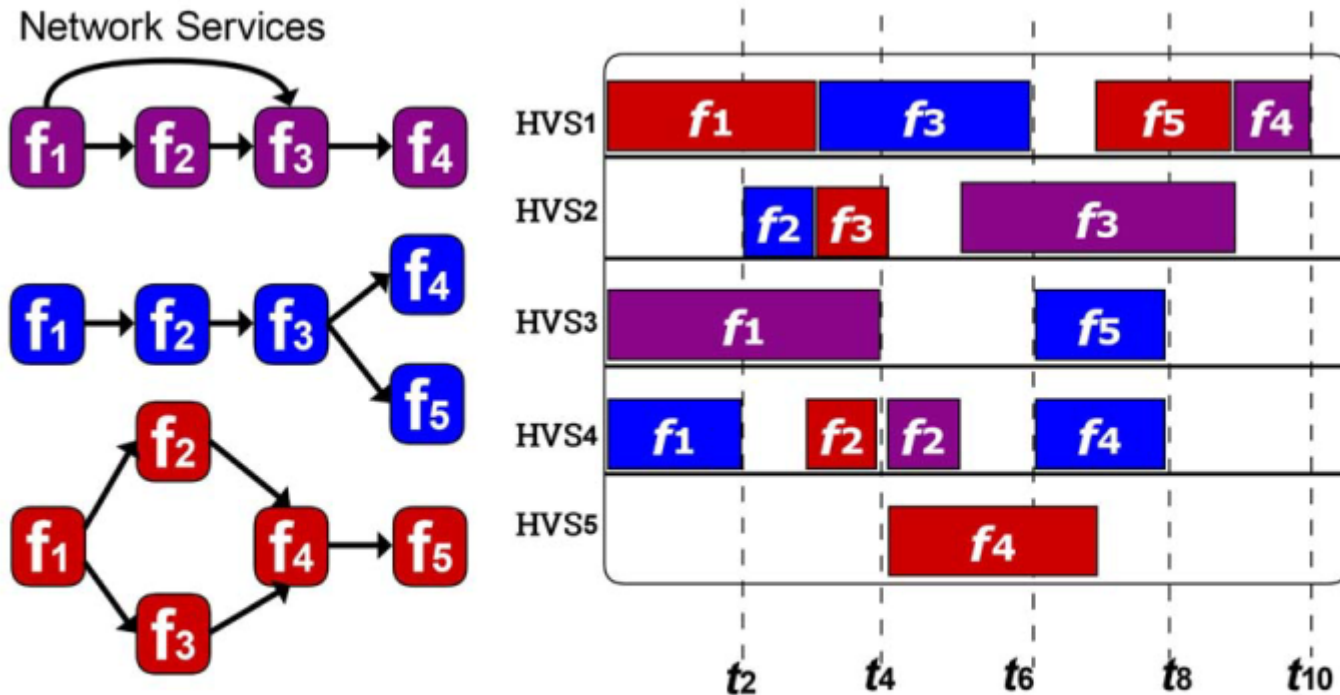 Network Services
f1 f2 f3 f4
f4
f1 f2 f3
f5
f2
f1 f4 f5
f3
HVS1 f1 f3 f5 f4
HVS2 f2 f3 f3
HVS3 f1 f5
HVS4 f1 f2 f2 f4
HVS5 f4
t2 t4 t6 t8 t10